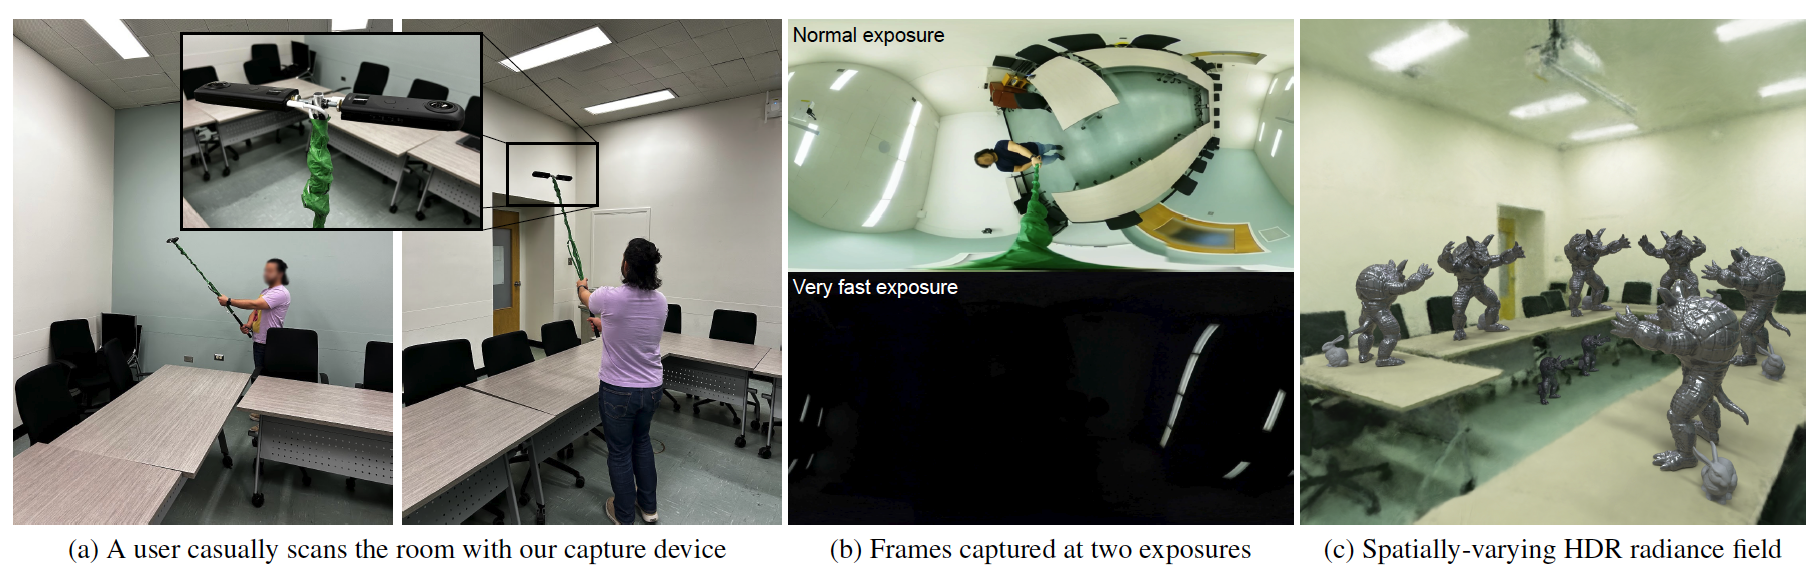 Normal exposure
Very fast exposure
(a) A user casually scans the room with our capture device
(b) Frames captured at two exposures
(c) Spatially-varying HDR radiance field